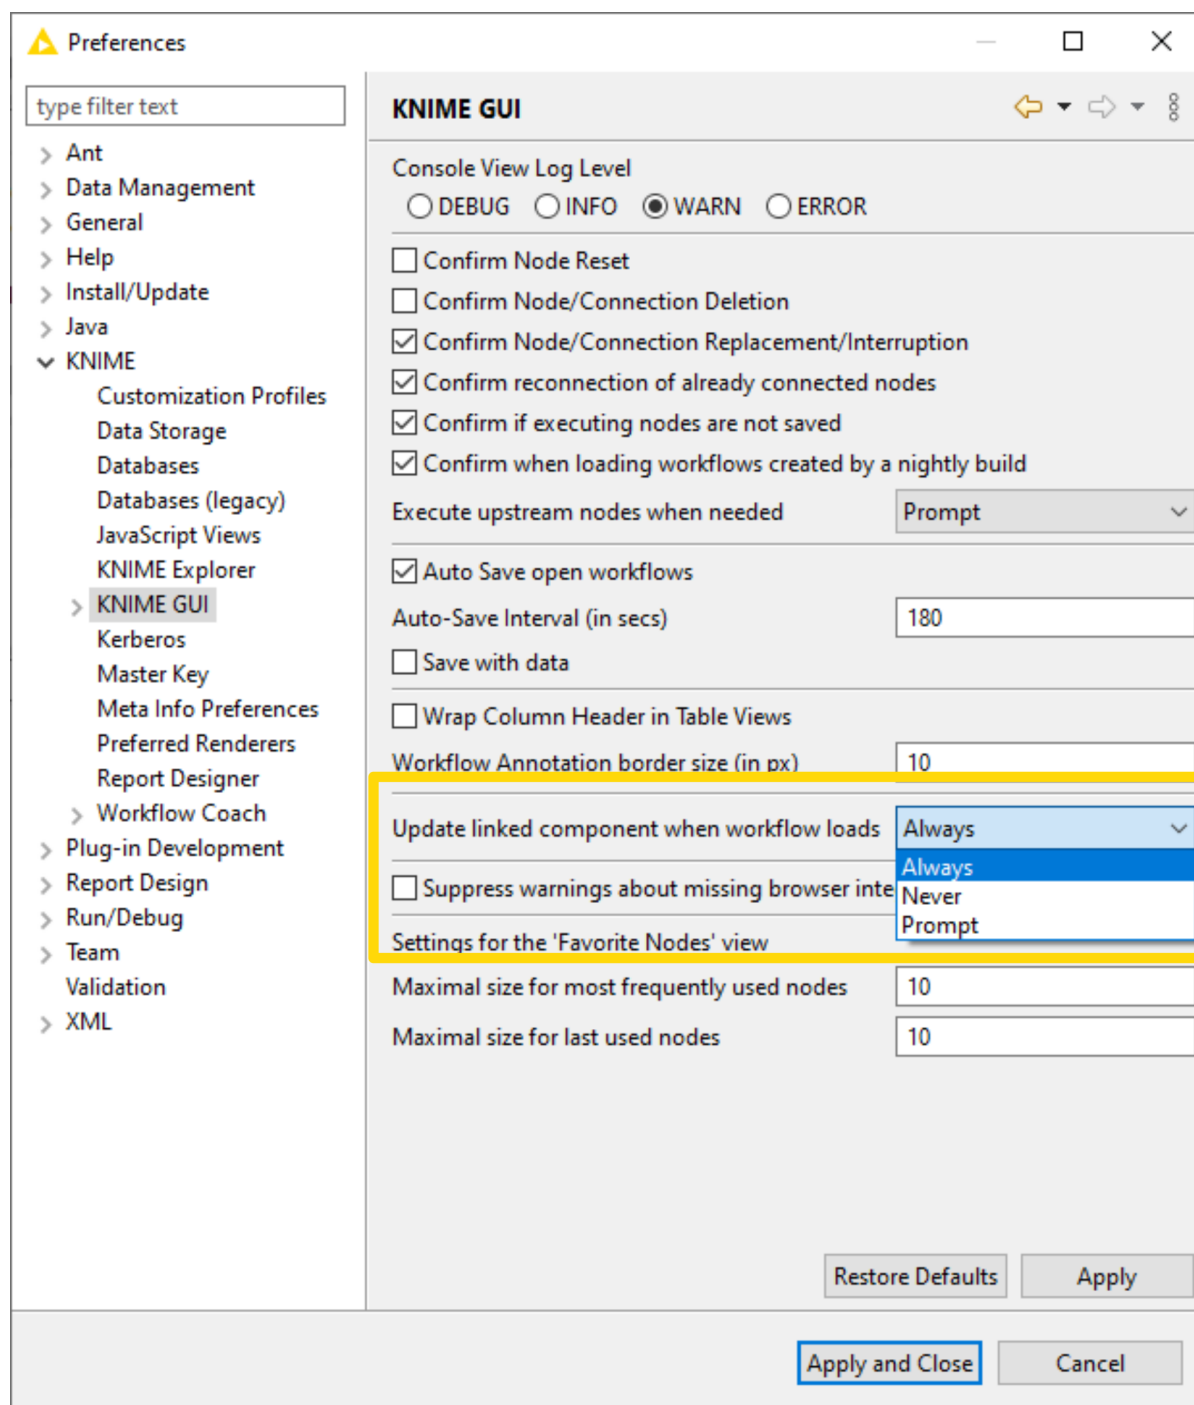 Preferences
type filter text
Ant
Data Management
General
Help
Install/Update
Java
KNIME
Customization Profiles
Data Storage
Databases
Databases (legacy)
JavaScript Views
KNIME Explorer
KNIME GUI
Kerberos
Master Key
Meta Info Preferences
Preferred Renderers
Report Designer
Workflow Coach
Plug-in Development
Report Design
Run/Debug
Team
Validation
XML
KNIME GUI
Console View Log Level
DEBUG INFO WARN ERROR
Confirm Node Reset
Confirm Node/Connection Deletion
Confirm Node/Connection Replacement/Interruption
Confirm reconnection of already connected nodes
Confirm if executing nodes are not saved
Confirm when loading workflows created by a nightly build
Execute upstream nodes when needed Prompt
Auto Save open workflows
Auto-Save Interval (in secs) 180
Save with data
Wrap Column Header in Table Views
Workflow Annotation border size (in px) 10
Update linked component when workflow loads Always
Always
Suppress warnings about missing browser inte
Never
Prompt
Settings for the 'Favorite Nodes' view
Maximal size for most frequently used nodes 10
Maximal size for last used nodes 10
Restore Defaults Apply
Apply and Close Cancel